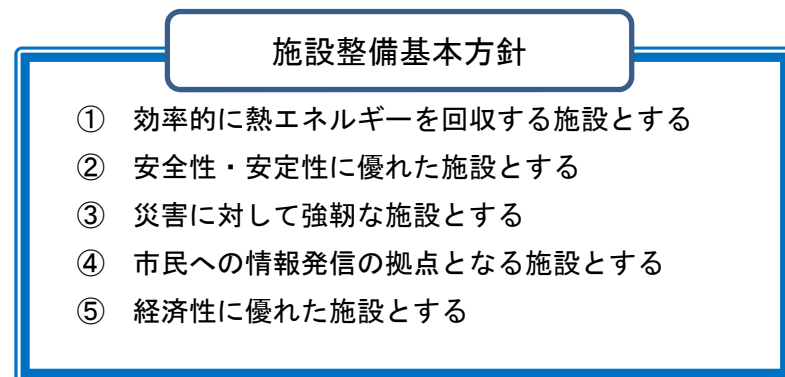 施設整備基本方針
① 効率的に熱エネルギーを回収する施設とする
② 安全性・安定性に優れた施設とする
③ 災害に対して強靭な施設とする
④ 市民への情報発信の拠点となる施設とする
⑤ 経済性に優れた施設とする